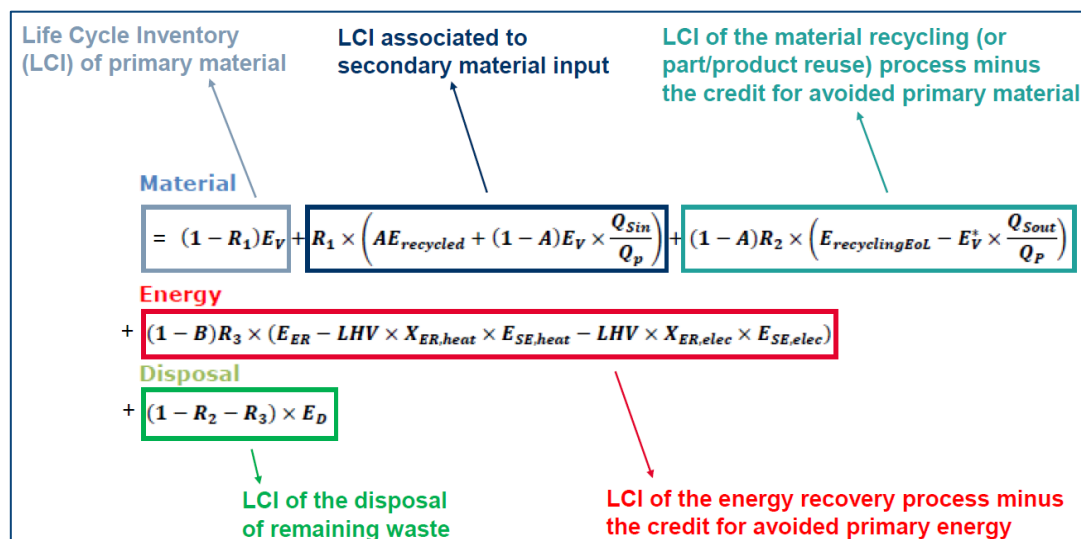 Life Cycle Inventory
(LCI) of primary material
LCI associated to
secondary material input
LCI of the material recycling (or
part/product reuse) process minus
the credit for avoided primary material
Material
= (1 − R₁)E_V + R₁ × (AE_recycled + (1 − A)E_V × Q_Sin/Q_p) + (1 − A)R₂ × (E_recyclingEoL − E*_V × Q_Sout/Q_P)
Energy
+ (1 − B)R₃ × (E_ER − LHV × X_ER,heat × E_SE,heat − LHV × X_ER,elec × E_SE,elec)
Disposal
+ (1 − R₂ − R₃) × E_D
LCI of the disposal
of remaining waste
LCI of the energy recovery process minus
the credit for avoided primary energy